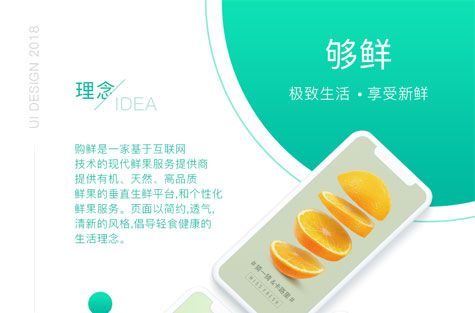 UI DESIGN 2018
够鲜
极致生活•享受新鲜
理念
IDEA
购鲜是一家基于互联网
技术的现代鲜果服务提供商
提供有机、天然、高品质
鲜果的垂直生鲜平台,和个性化
鲜果服务。页面以简约,透气,
清新的风格,倡导轻食健康的
生活理念。